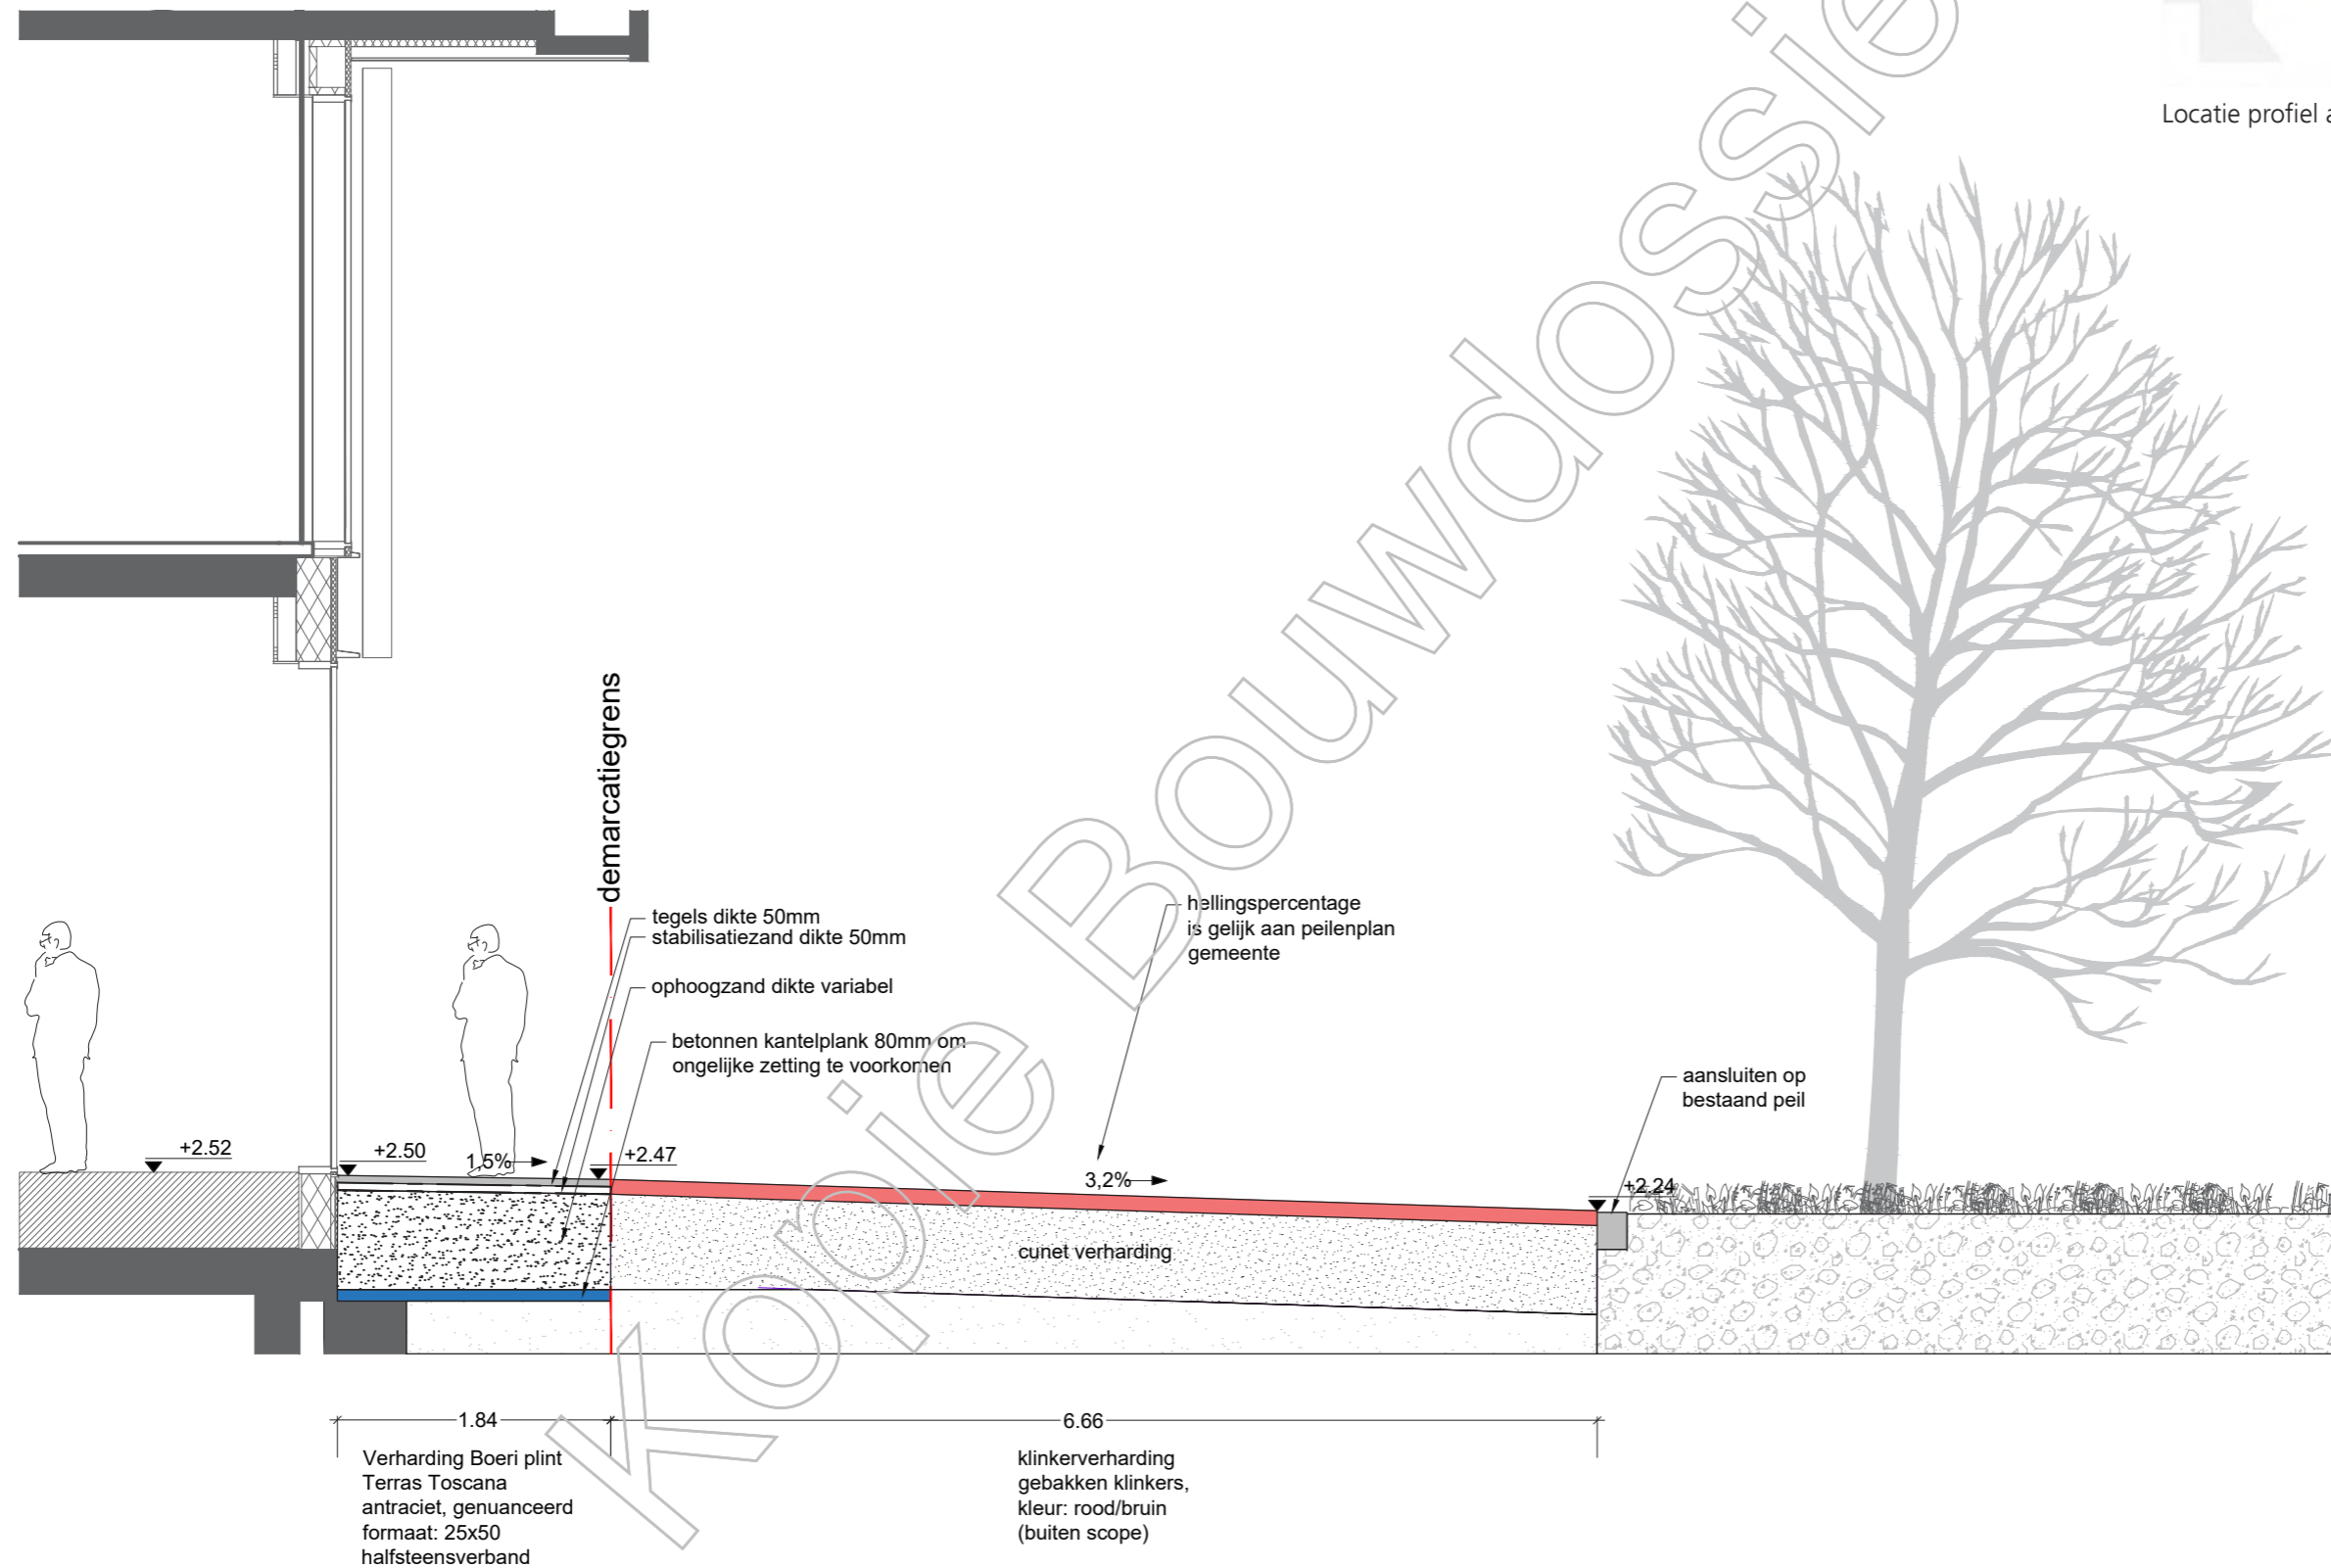 Locatie profiel
demarcatiegrens
tegels dikte 50mm
stabilisatiezand dikte 50mm
ophoogzand dikte variabel
betonnen kantelplank 80mm om
ongelijke zetting te voorkomen
hellingspercentage
is gelijk aan peilenplan
gemeente
aansluiten op
bestaand peil
+2.52
+2.50
1,5%
+2.47
3,2%
+2.24
cunet verharding
1.84
6.66
Verharding Boeri plint
Terras Toscana
antraciet, genuanceerd
formaat: 25x50
halfsteensverband
klinkerverharding
gebakken klinkers,
kleur: rood/bruin
(buiten scope)
Kopie Bouwdossie